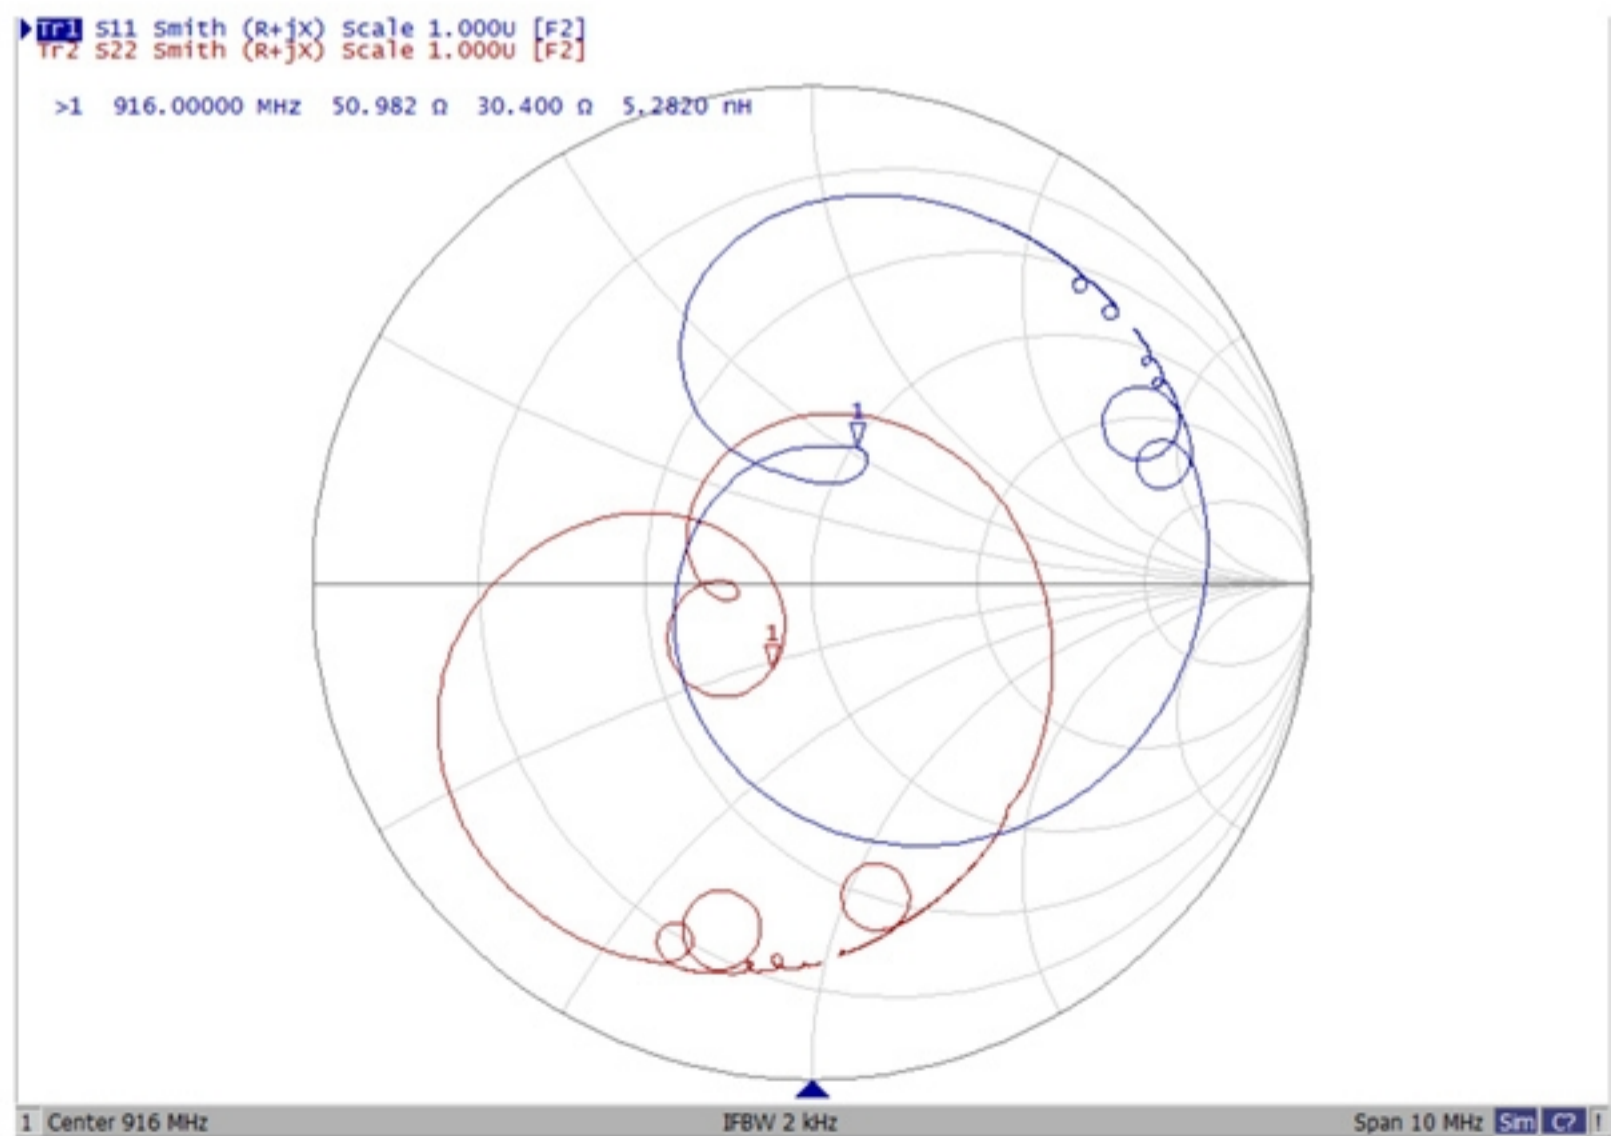 Tr1 S11 Smith (R+jX) Scale 1.000U [F2]
Tr2 S22 Smith (R+jX) Scale 1.000U [F2]
>1 916.00000 MHz 50.982 Ω 30.400 Ω 5.2820 nH
1
1
1 Center 916 MHz IFBW 2 kHz Span 10 MHz Sim C? !